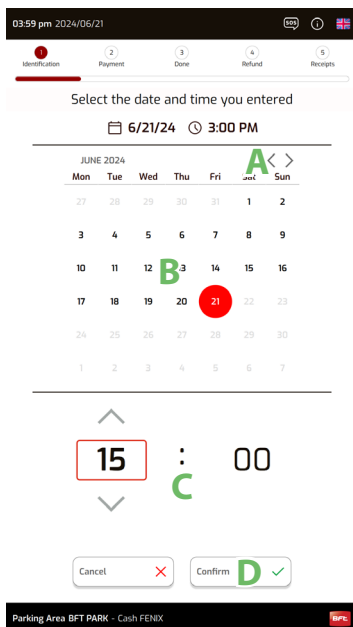 03:59 pm 2024/06/21 SOS i
1 2 3 4 5
Identification Payment Done Refund Receipts
Select the date and time you entered
6/21/24 3:00 PM
JUNE 2024 A < >
Mon Tue Wed Thu Fri Sat Sun
27 28 29 30 31 1 2
3 4 5 6 7 8 9
10 11 12 B 13 14 15 16
17 18 19 20 21 22 23
24 25 26 27 28 29 30
1 2 3 4 5 6 7
15 : 00
C
Cancel Confirm D
Parking Area BFT PARK - Cash FENIX BFT